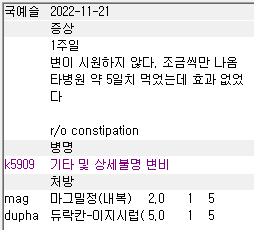 국예슬 2022-11-21
증상
1주일
변이 시원하지 않다. 조금씩만 나옴
타병원 약 5일치 먹었는데 효과 없었
다
r/o constipation
병명
k5909 기타 및 상세불명 변비
처방
mag 마그밀정(내복) 2.0 1 5
dupha 듀락칸-이지시럽( 5.0 1 5